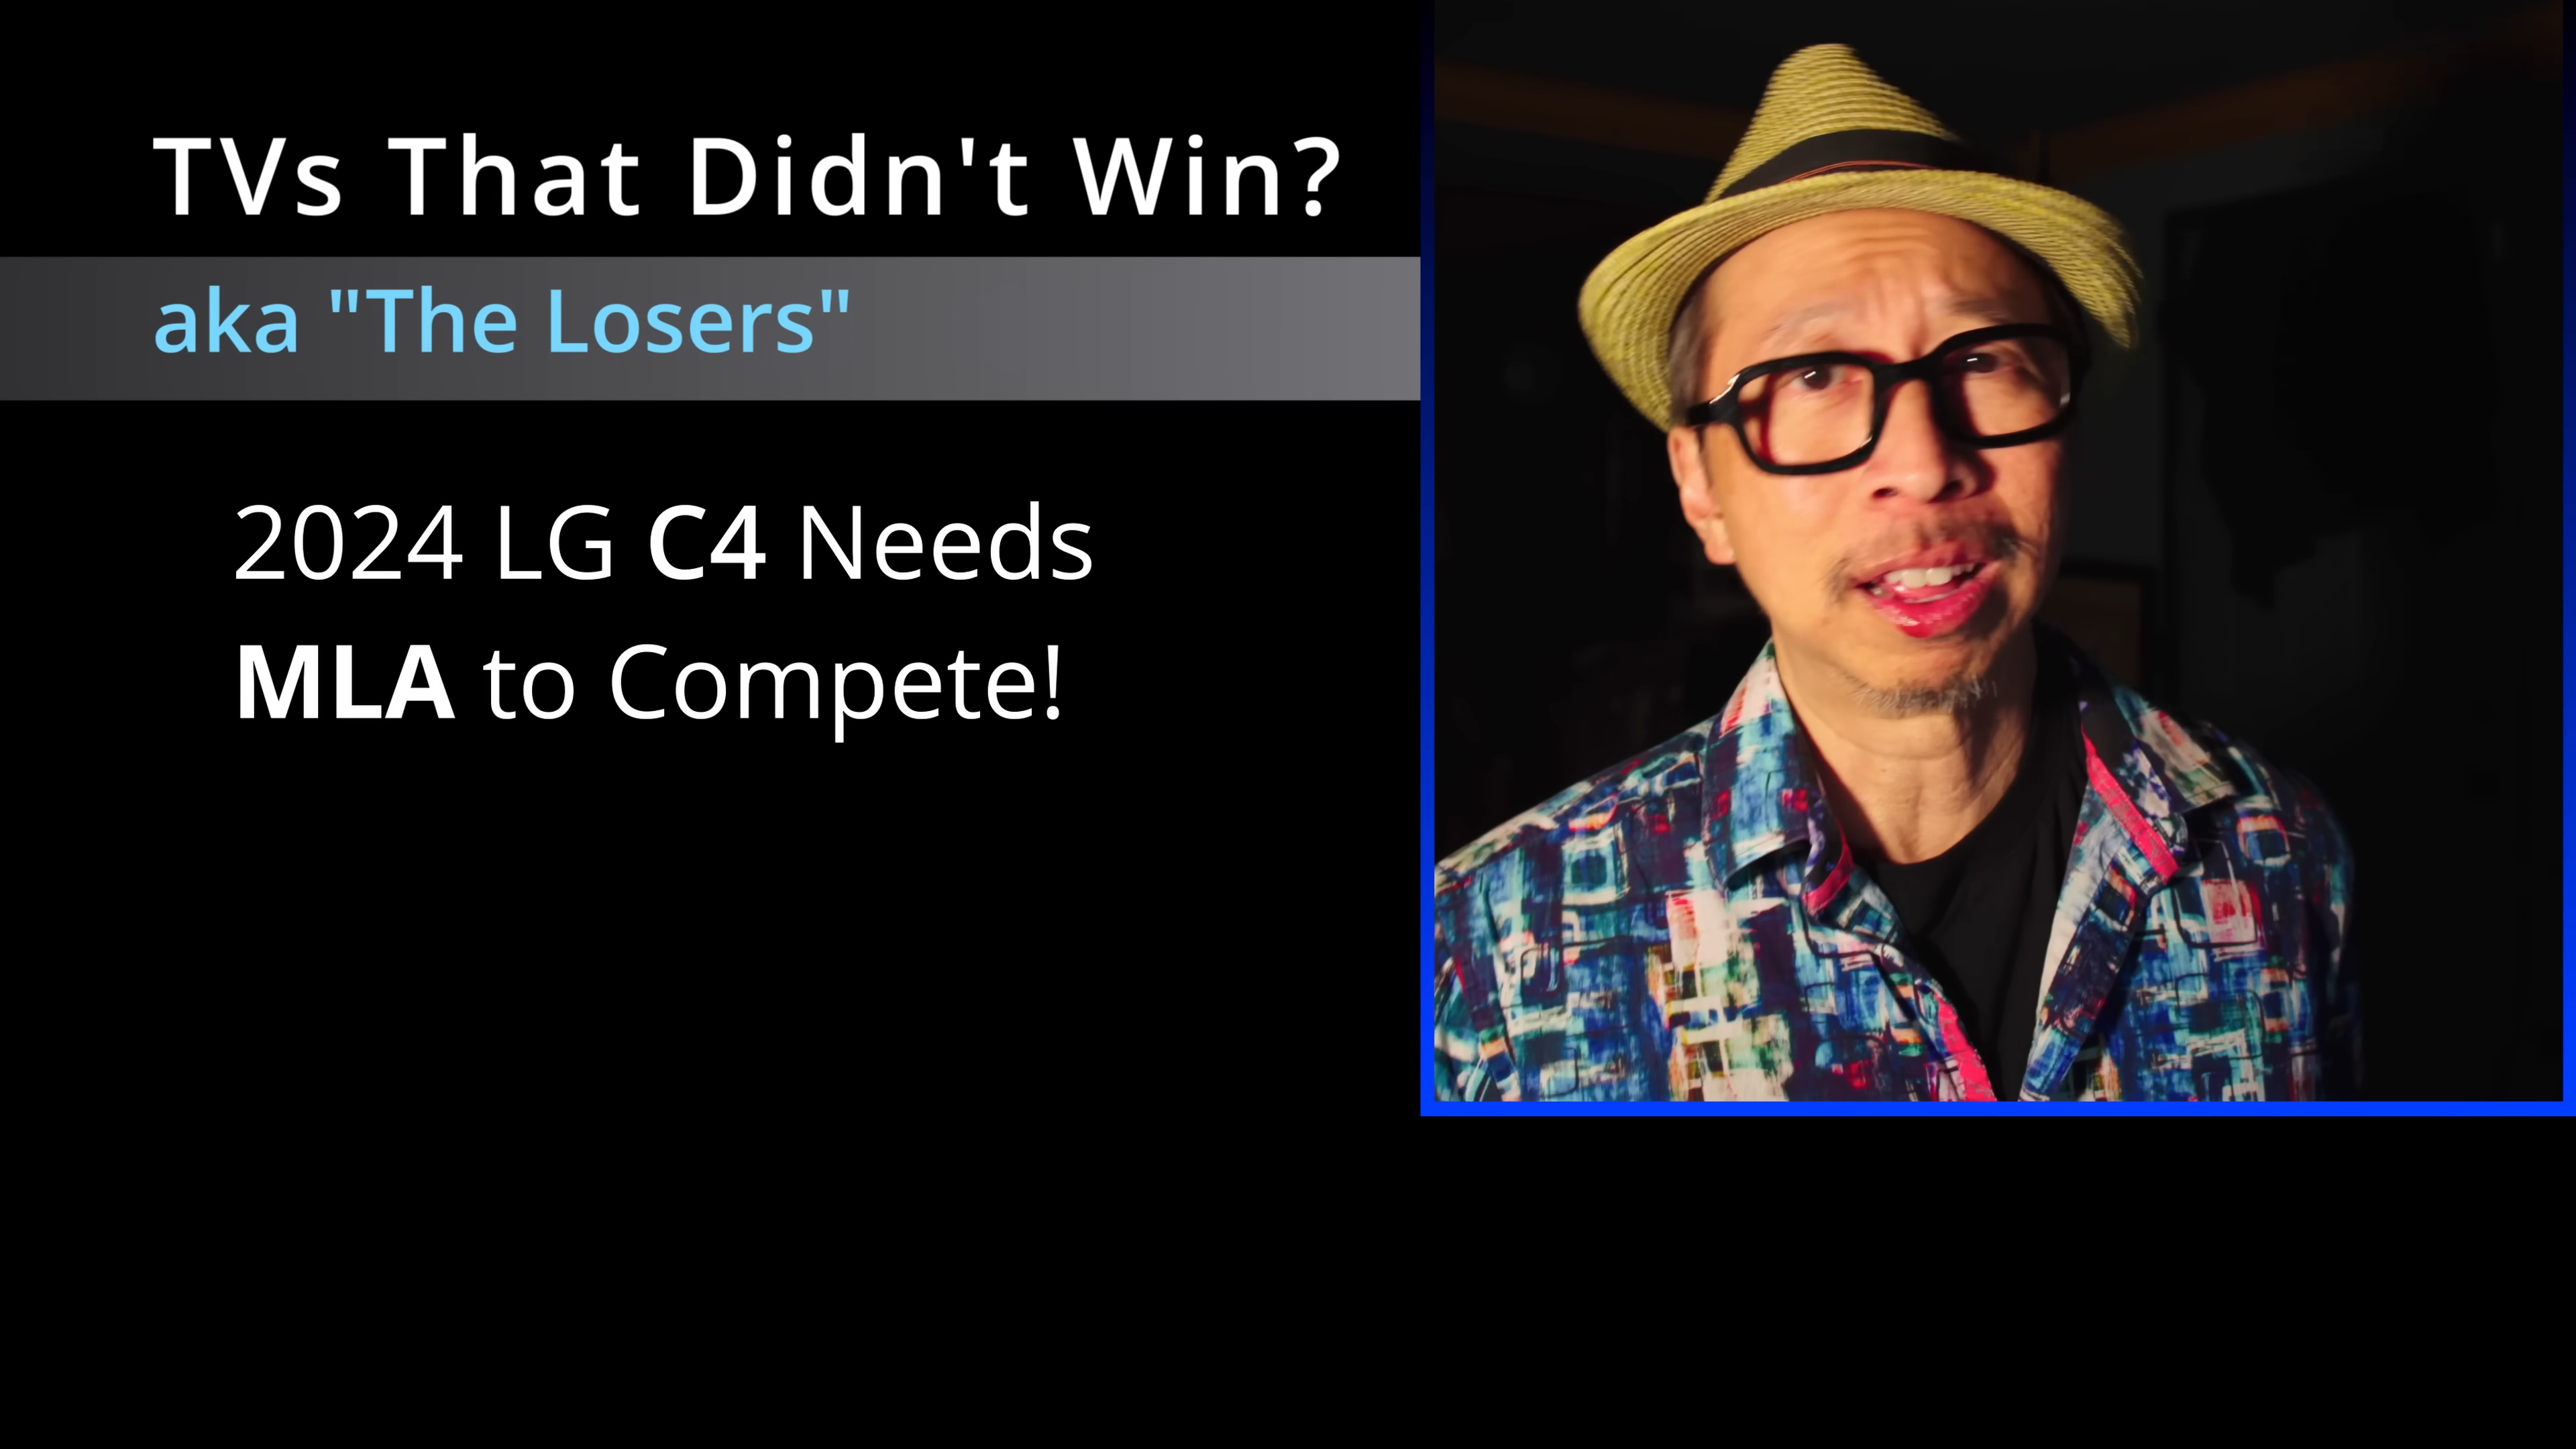 TVs That Didn't Win?
aka "The Losers"
2024 LG C4 Needs
MLA to Compete!